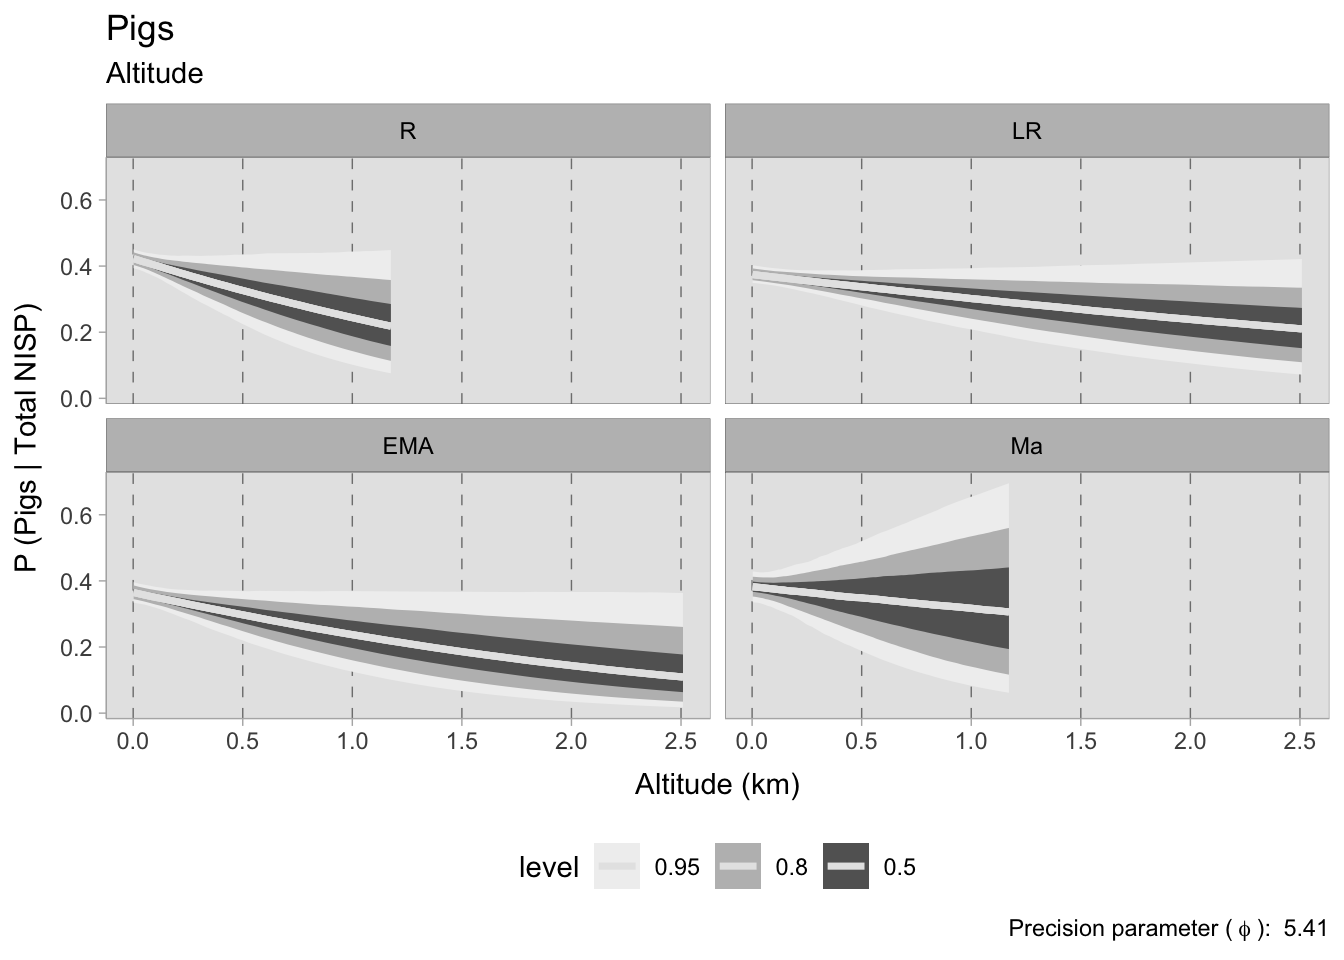 Pigs
Altitude
R
LR
0.6
0.4
0.2
0.0
EMA
Ma
0.6
0.4
0.2
0.0
P (Pigs | Total NISP)
0.0 0.5 1.0 1.5 2.0 2.5
0.0 0.5 1.0 1.5 2.0 2.5
Altitude (km)
level 0.95 0.8 0.5
Precision parameter ( ϕ ): 5.41